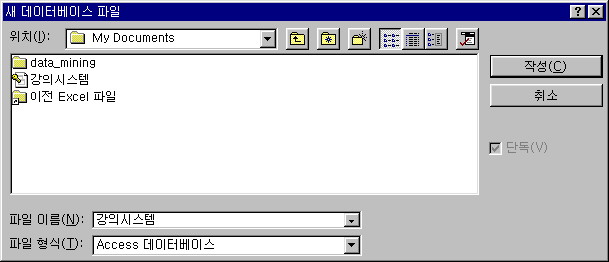 새 데이터베이스 파일
위치(I): My Documents
data_mining
강의시스템
이전 Excel 파일
작성(C)
취소
단독(V)
파일 이름(N): 강의시스템
파일 형식(T): Access 데이터베이스